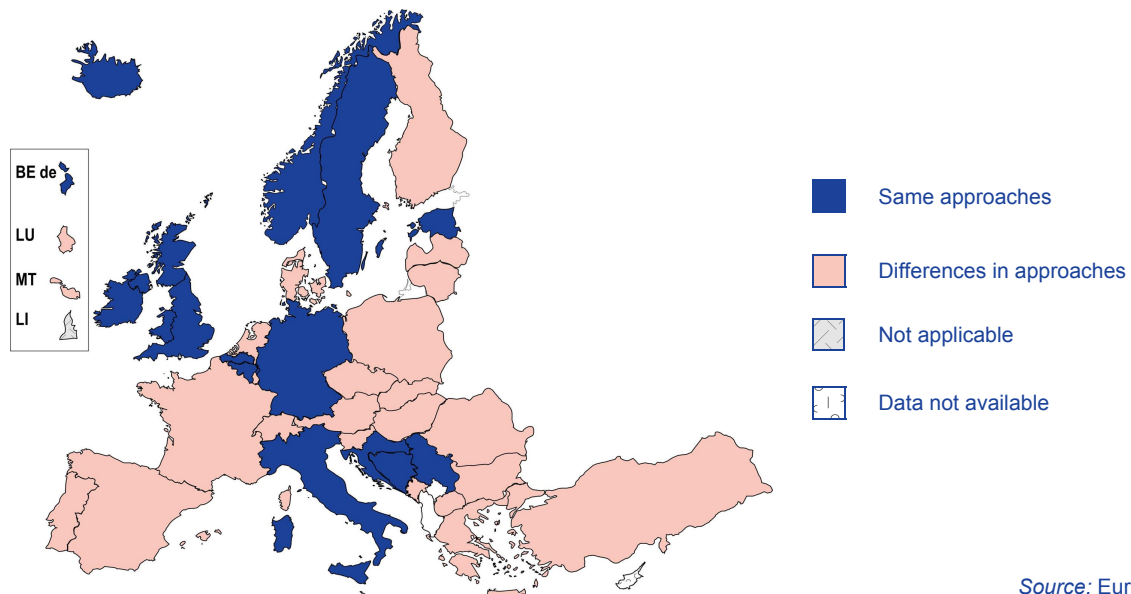 BE de
LU
MT
LI
Same approaches
Differences in approaches
Not applicable
Data not available
Source: Eur